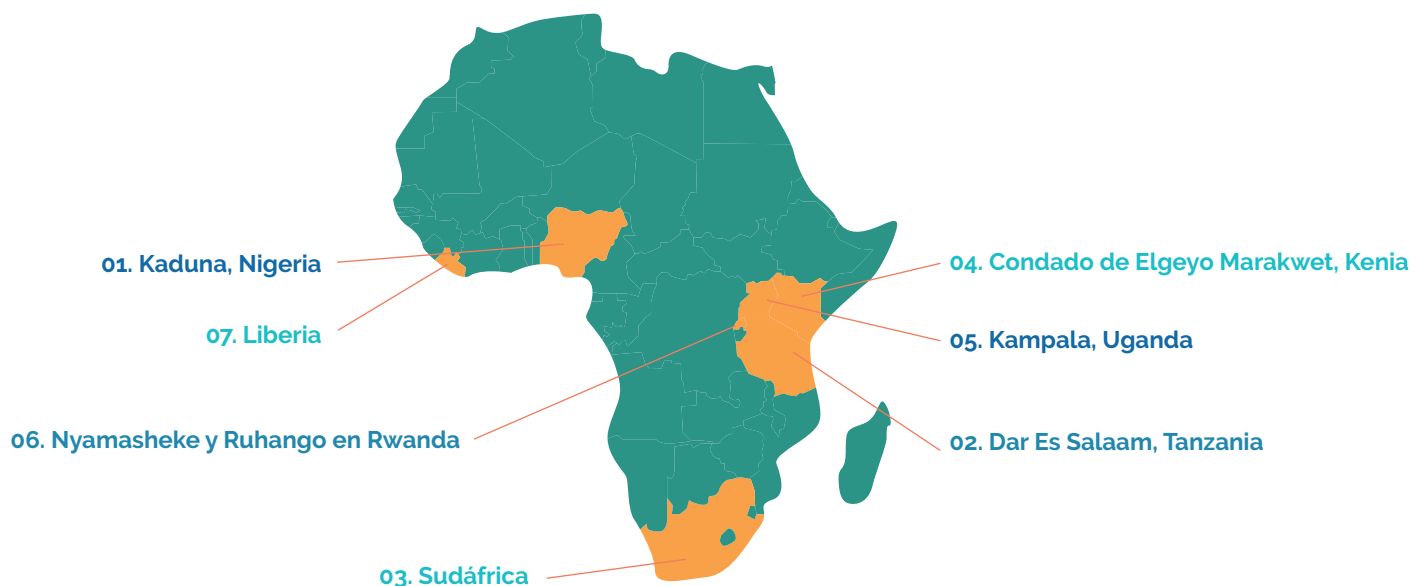 01. Kaduna, Nigeria
07. Liberia
06. Nyamasheke y Ruhango en Rwanda
03. Sudáfrica
04. Condado de Elgeyo Marakwet, Kenia
05. Kampala, Uganda
02. Dar Es Salaam, Tanzania